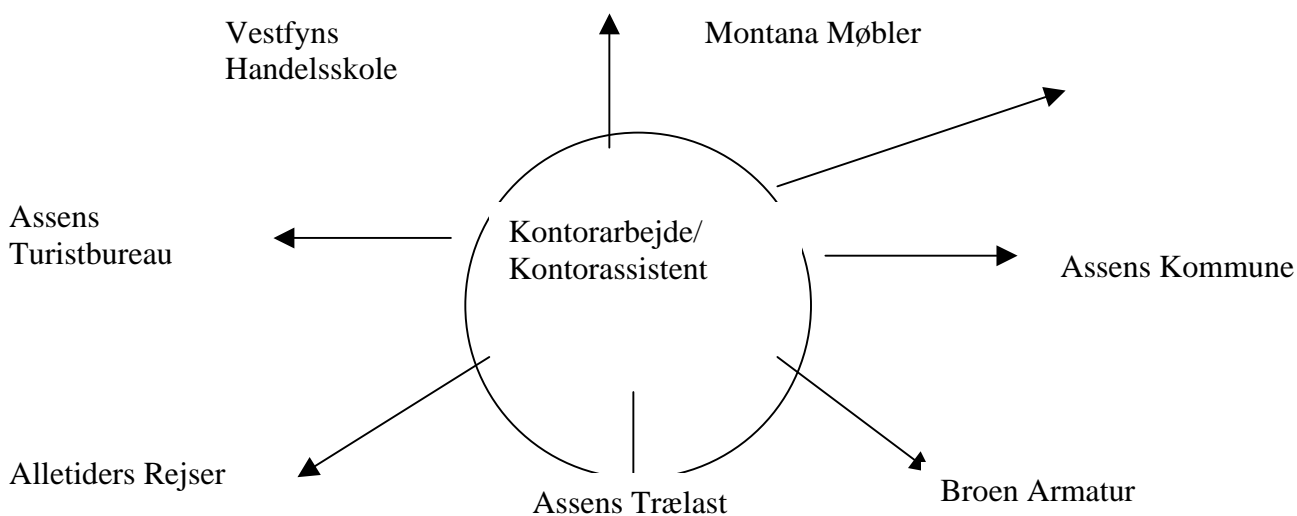 Vestfyns
Handelsskole
Montana Møbler
Assens
Turistbureau
Kontorarbejde/
Kontorassistent
Assens Kommune
Alletiders Rejser
Assens Trælast
Broen Armatur